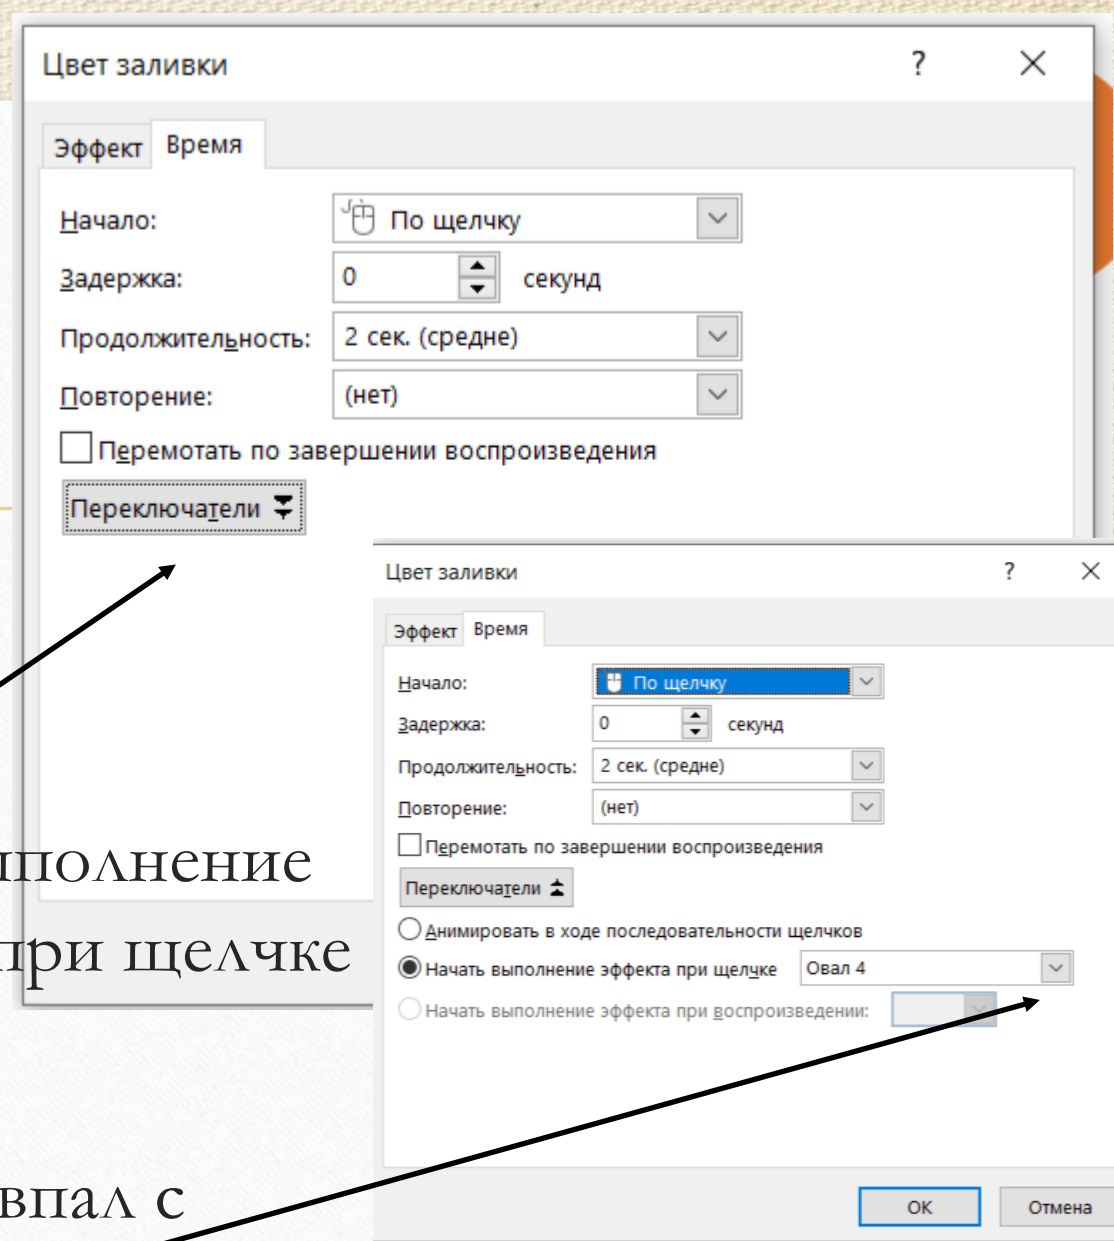 Цвет заливки
Эффект Время
Начало: По щелчку
Задержка: 0 секунд
Продолжительность: 2 сек. (средне)
Повторение: (нет)
Перемотать по завершении воспроизведения
Переключатели
Цвет заливки
Эффект Время
Начало: По щелчку
Задержка: 0 секунд
Продолжительность: 2 сек. (средне)
Повторение: (нет)
Перемотать по завершении воспроизведения
Переключатели
Анимировать в ходе последовательности щелчков
Начать выполнение эффекта при щелчке Овал 4
Начать выполнение эффекта при воспроизведении:
ОК Отмена
полнение
при щелчке
впал с